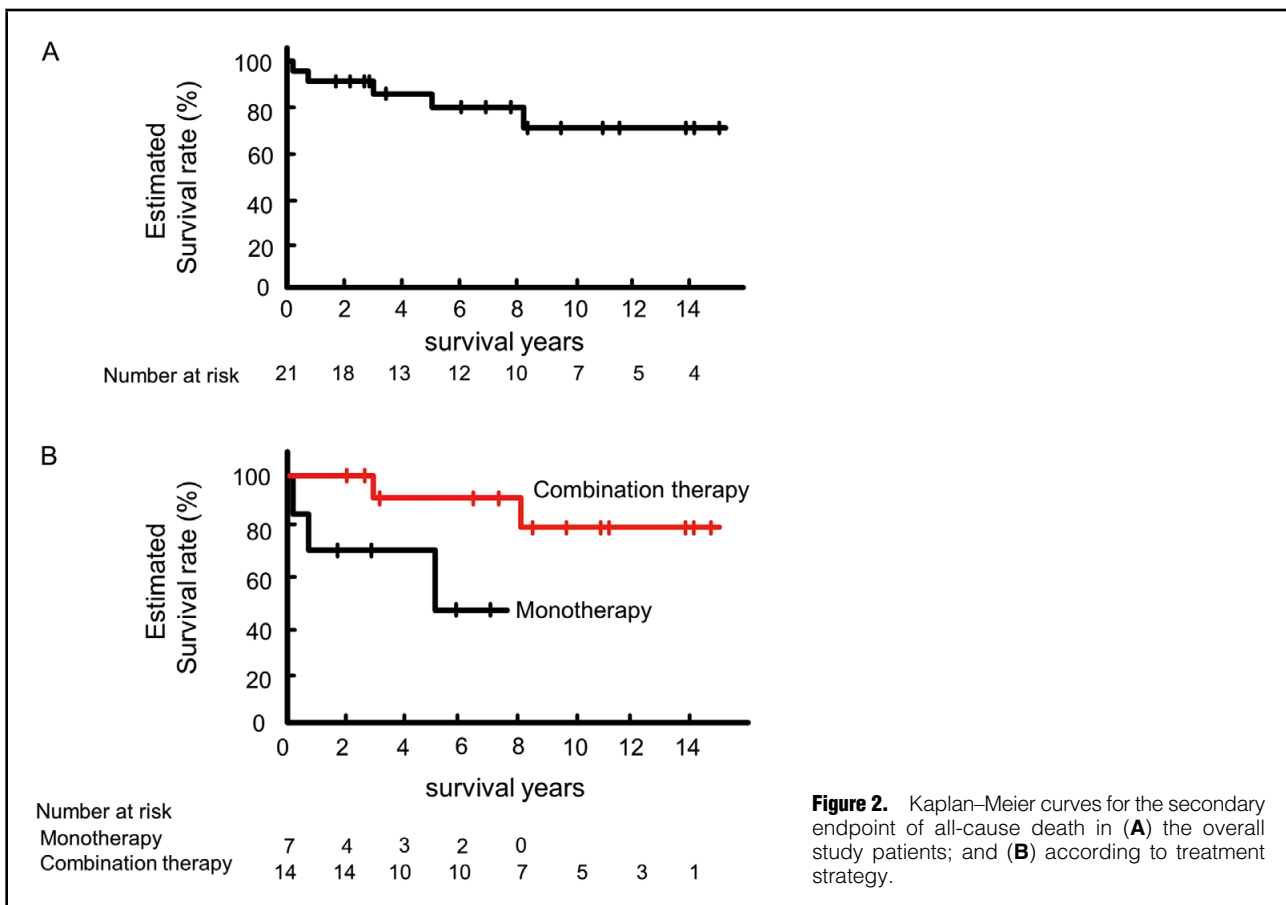 A
Estimated
Survival rate (%)
100
80
60
40
20
0
0 2 4 6 8 10 12 14
survival years
Number at risk 21 18 13 12 10 7 5 4
B
Estimated
Survival rate (%)
100
80
60
40
20
0
Combination therapy
Monotherapy
0 2 4 6 8 10 12 14
survival years
Number at risk
Monotherapy 7 4 3 2 0
Combination therapy 14 14 10 10 7 5 3 1
Figure 2. Kaplan–Meier curves for the secondary
endpoint of all-cause death in (A) the overall
study patients; and (B) according to treatment
strategy.